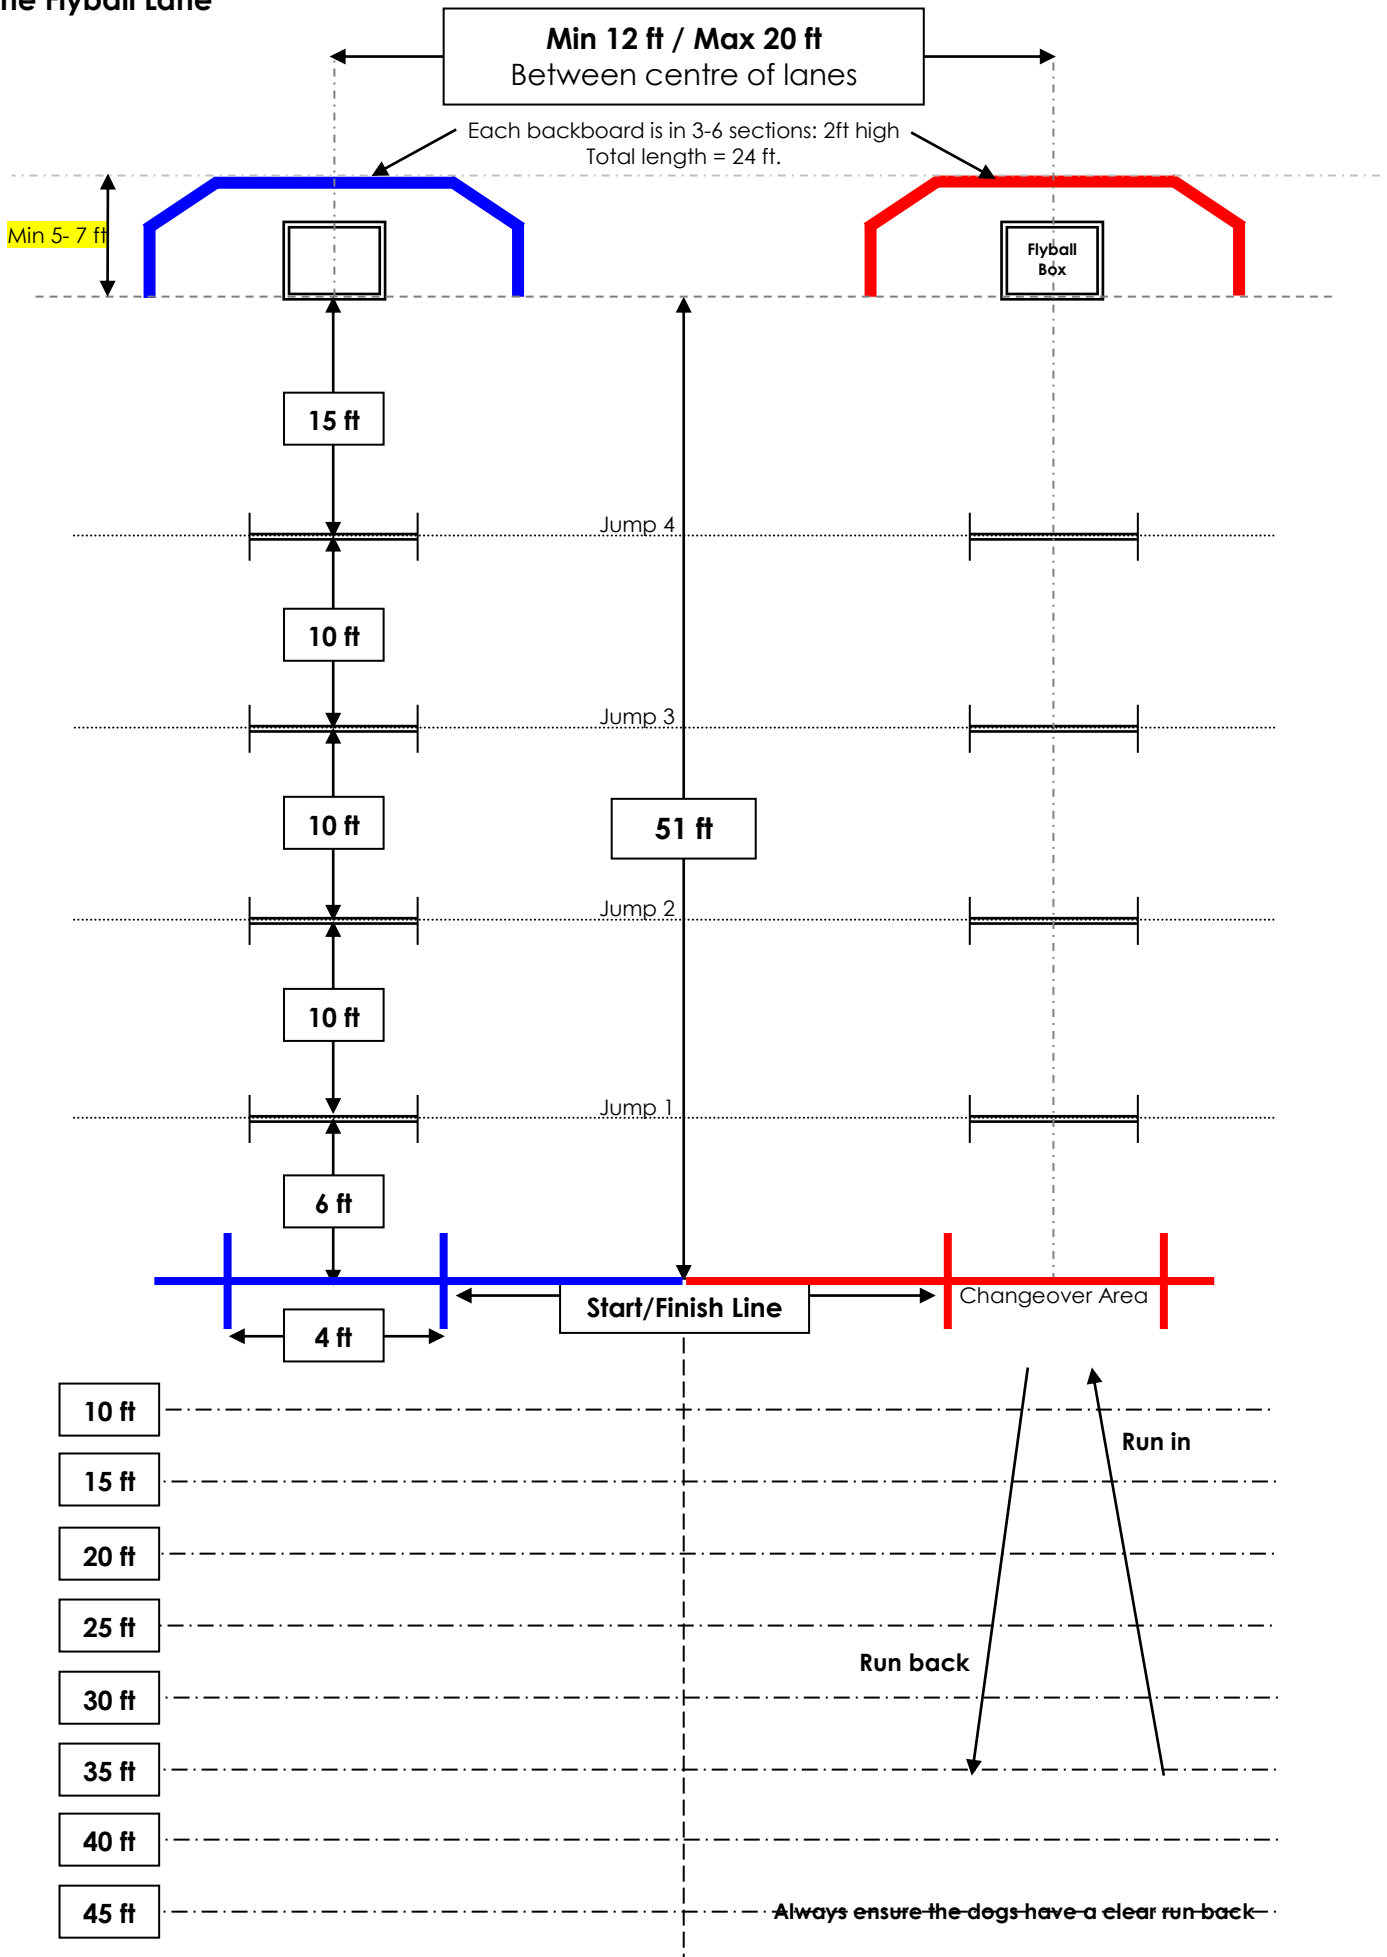 ne Flyball Lane
Min 12 ft / Max 20 ft
Between centre of lanes
Each backboard is in 3-6 sections: 2ft high
Total length = 24 ft.
Min 5- 7 ft
Flyball
Box
15 ft
Jump 4
10 ft
Jump 3
10 ft
51 ft
Jump 2
10 ft
Jump 1
6 ft
Start/Finish Line
Changeover Area
4 ft
10 ft
Run in
15 ft
20 ft
25 ft
Run back
30 ft
35 ft
40 ft
45 ft
Always ensure the dogs have a clear run back